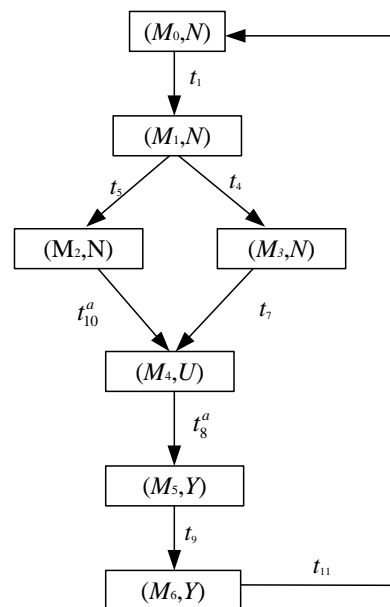 (M₀,N)
t₁
(M₁,N)
t₅ t₄
(M₂,N) (M₃,N)
t₁₀ᵃ t₇
(M₄,U)
t₈ᵃ
(M₅,Y)
t₉
t₁₁
(M₆,Y)